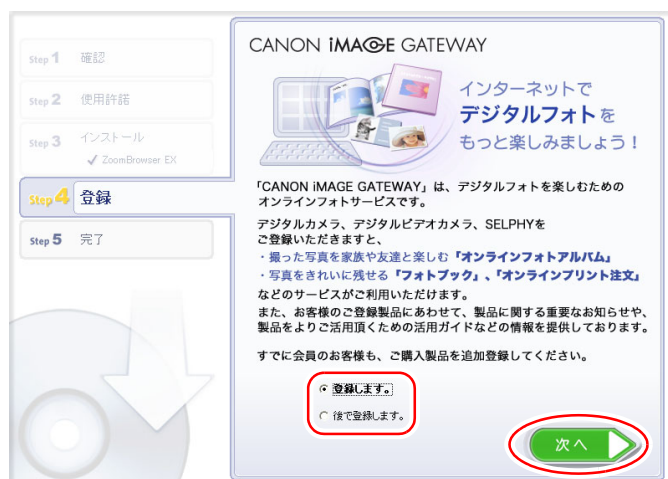 Step 1 確認
Step 2 使用許諾
Step 3 インストール
✓ ZoomBrowser EX
Step 4 登録
Step 5 完了
CANON iMAGE GATEWAY
インターネットで
デジタルフォトを
もっと楽しみましょう！
「CANON iMAGE GATEWAY」は、デジタルフォトを楽しむための
オンラインフォトサービスです。
デジタルカメラ、デジタルビデオカメラ、SELPHYを
ご登録いただきますと、
・撮った写真を家族や友達と楽しむ「オンラインフォトアルバム」
・写真をきれいに残せる「フォトブック」、「オンラインプリント注文」
などのサービスがご利用いただけます。
また、お客様のご登録製品にあわせて、製品に関する重要なお知らせや、
製品をよりご活用頂くための活用ガイドなどの情報を提供しております。
すでに会員のお客様も、ご購入製品を追加登録してください。
登録します。
後で登録します。
次へ